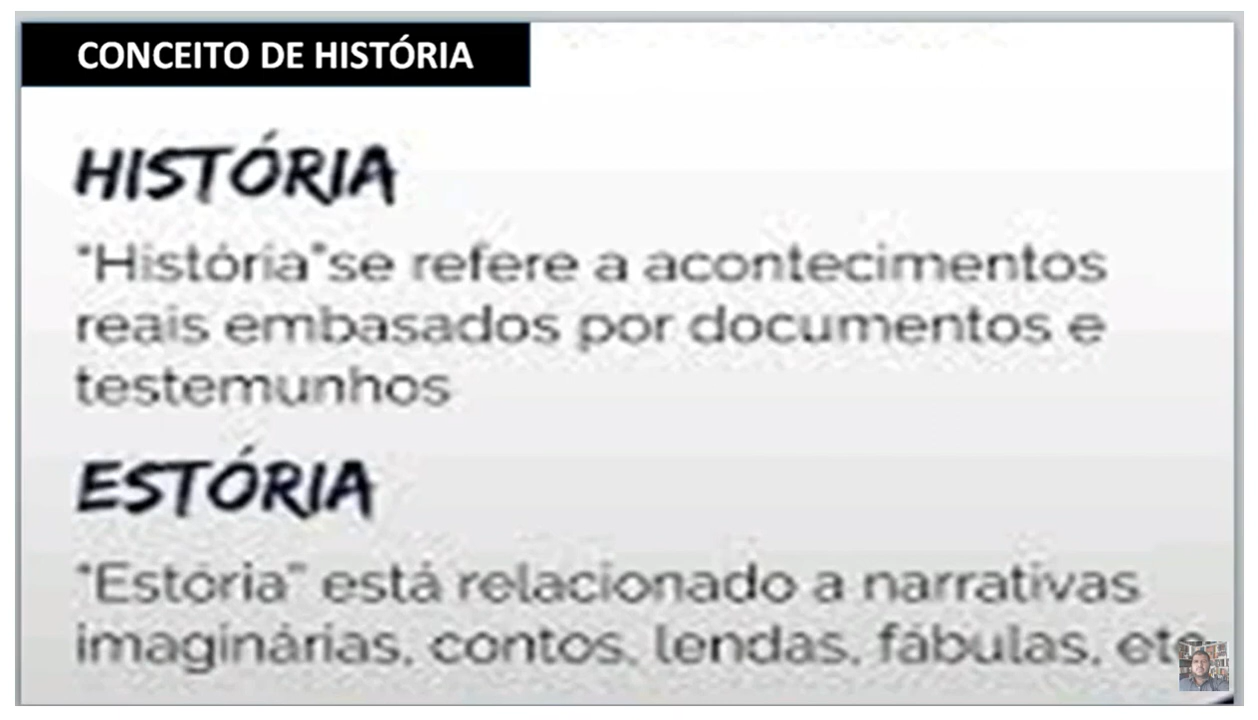 CONCEITO DE HISTÓRIA
HISTÓRIA
"História"se refere a acontecimentos
reais embasados por documentos e
testemunhos
ESTÓRIA
"Estória" está relacionado a narrativas
imaginárias, contos, lendas, fábulas, etc